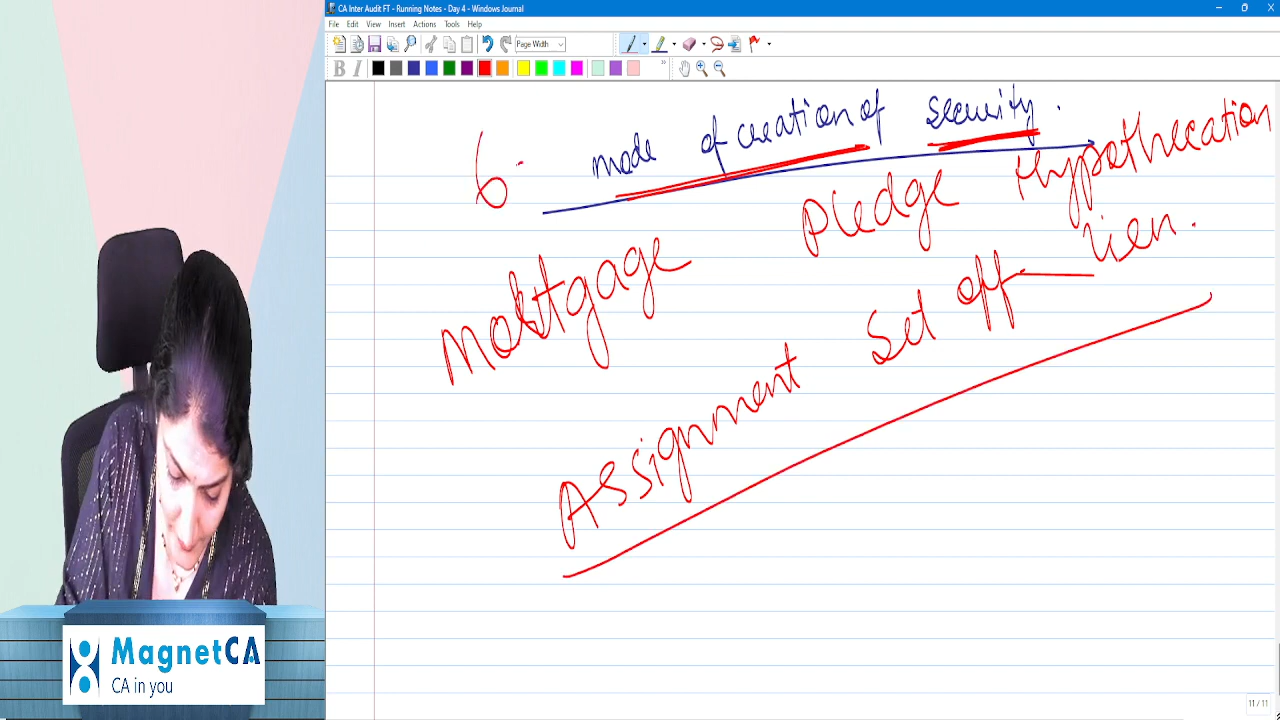 CA Inter Audit FT - Running Notes - Day 4 - Windows Journal
File Edit View Insert Actions Tools Help
Page Width
B I
6. mode of creation of security.
Mortgage Pledge Hypothecation
Assignment Set off lien.
MagnetCA
CA in you
11 / 11